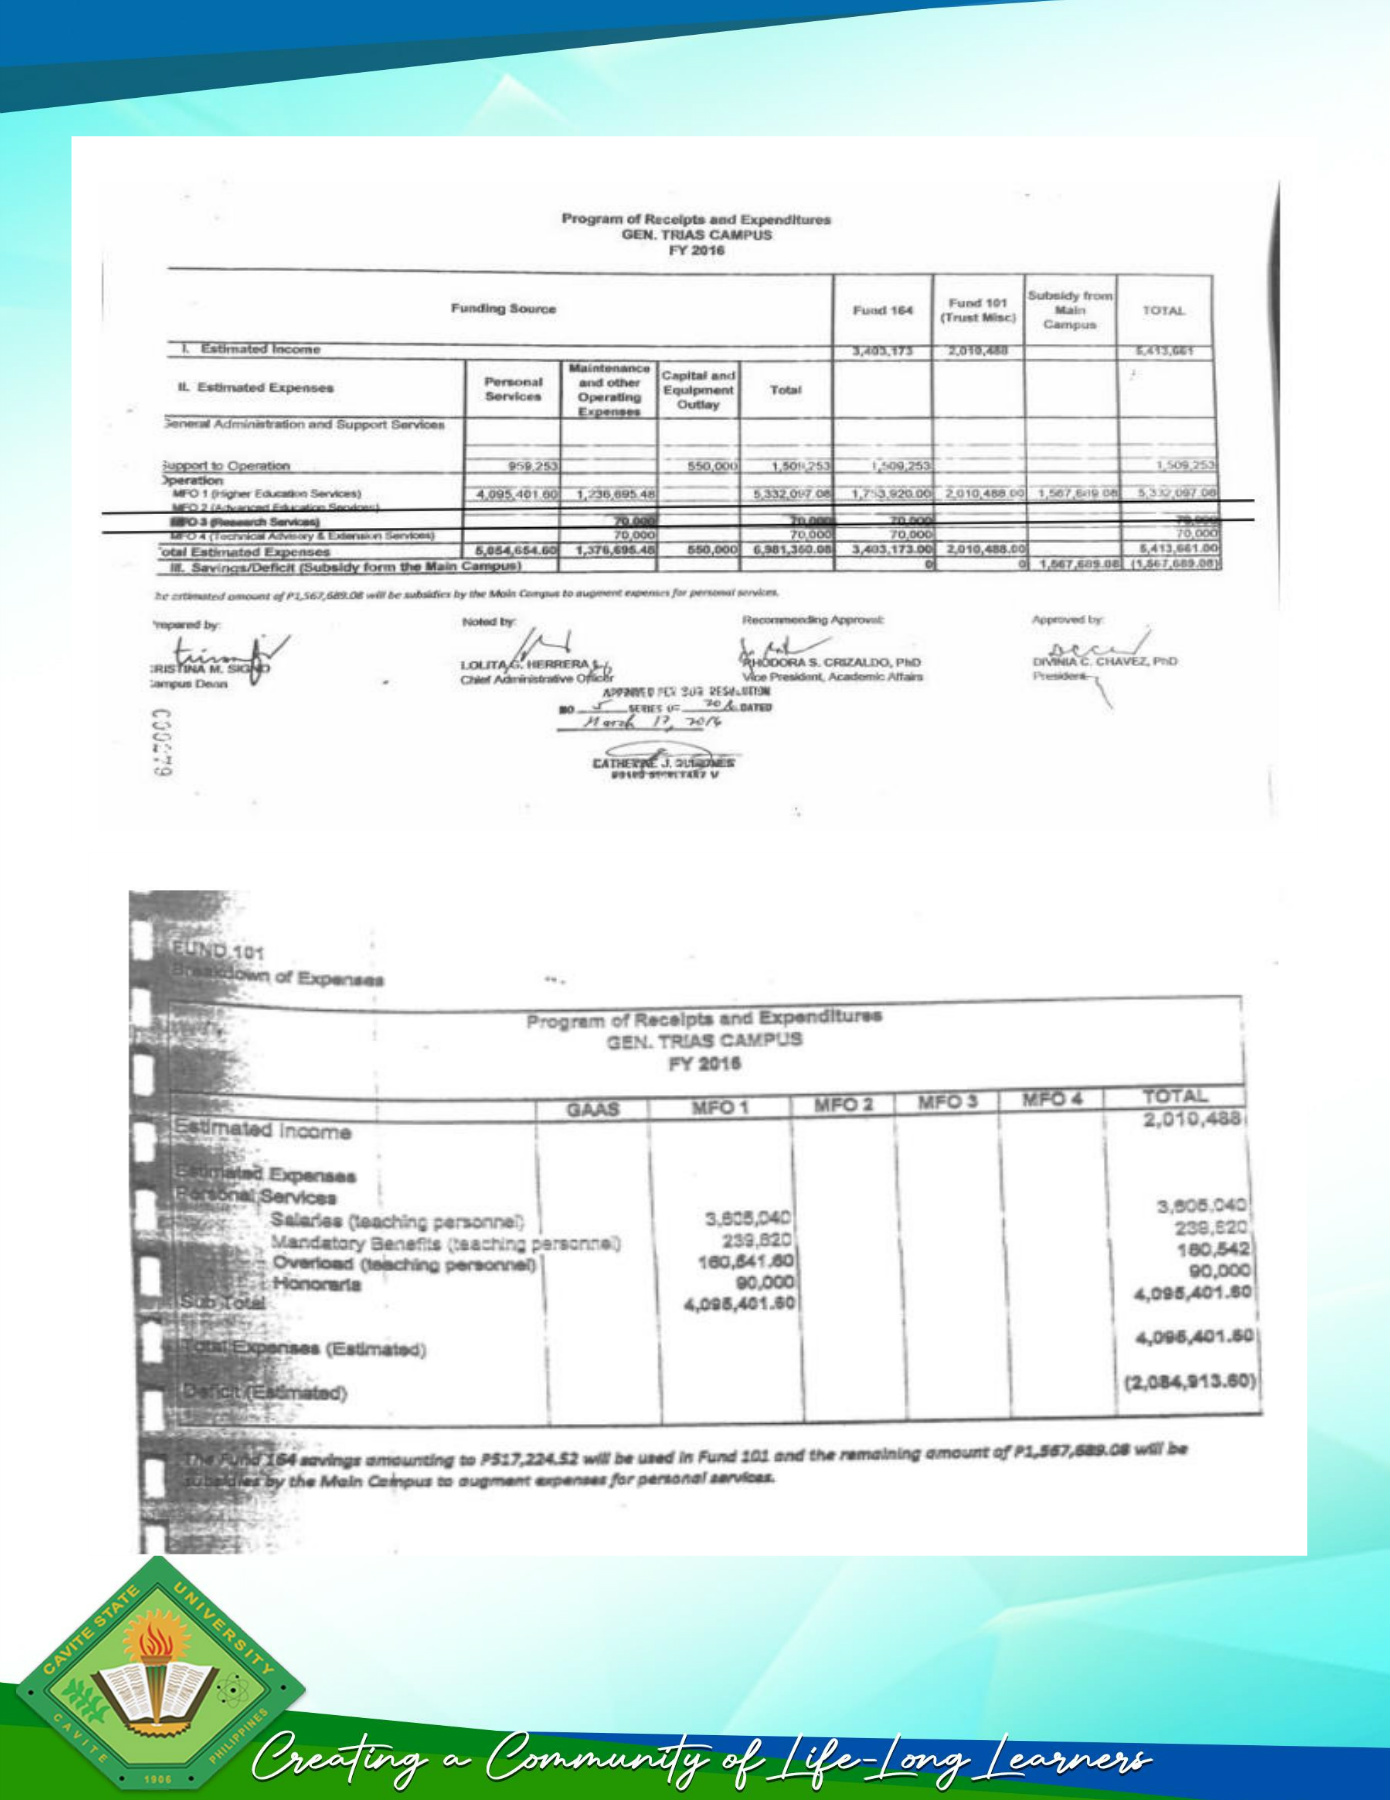 Program of Receipts and Expenditures
GEN. TRIAS CAMPUS
FY 2016
Funding Source Fund 164 Fund 101 (Trust Misc) Subsidy from Main Campus TOTAL
I. Estimated Income 3,403,173 2,010,488 5,413,661
II. Estimated Expenses Personal Services Maintenance and other Operating Expenses Capital and Equipment Outlay Total
General Administration and Support Services
Support to Operation 959,253 550,000 1,509,253 1,509,253 1,509,253
Operation
MFO 1 (Higher Education Services) 4,095,401.60 1,236,695.48 5,332,097.08 1,753,920.00 2,010,488.00 1,567,689.08 5,332,097.08
MFO 2 (Advanced Education Services)
MFO 3 (Research Services) 70,000 70,000 70,000 70,000
MFO 4 (Technical Advisory & Extension Services) 70,000 70,000 70,000 70,000
otal Estimated Expenses 5,054,654.60 1,376,695.48 550,000 6,981,350.08 3,403,173.00 2,010,488.00 5,413,661.00
III. Savings/Deficit (Subsidy form the Main Campus) 0 0 1,567,689.08 (1,567,689.08)
he estimated amount of P1,567,689.08 will be subsidies by the Main Campus to augment expenses for personal services.
repared by: Noted by: Recommending Approval: Approved by:
RISTINA M. SIGNO LOLITA G. HERRERA RHODORA S. CRIZALDO, PhD DIVINIA C. CHAVEZ, PhD
ampus Dean Chief Administrative Officer Vice President, Academic Affairs President
APPROVED PER BOR RESOLUTION
NO 5 SERIES OF 2016 DATED
March 17, 2016
CATHERINE J. QUIÑONES
BOARD SECRETARY V
000279
FUND 101
Breakdown of Expenses
Program of Receipts and Expenditures
GEN. TRIAS CAMPUS
FY 2016
GAAS MFO 1 MFO 2 MFO 3 MFO 4 TOTAL
Estimated Income 2,010,488
Estimated Expenses
Personal Services
Salaries (teaching personnel) 3,605,040 3,605,040
Mandatory Benefits (teaching personnel) 239,820 239,820
Overload (teaching personnel) 160,541.60 160,542
Honoraria 90,000 90,000
Sub Total 4,095,401.60 4,095,401.60
Total Expenses (Estimated) 4,095,401.60
Deficit (Estimated) (2,084,913.60)
The Fund 164 savings amounting to P517,224.52 will be used in Fund 101 and the remaining amount of P1,567,689.08 will be
subsidies by the Main Campus to augment expenses for personal services.
CAVITE STATE UNIVERSITY
CAVITE PHILIPPINES
1906
Creating a Community of Life-Long Learners